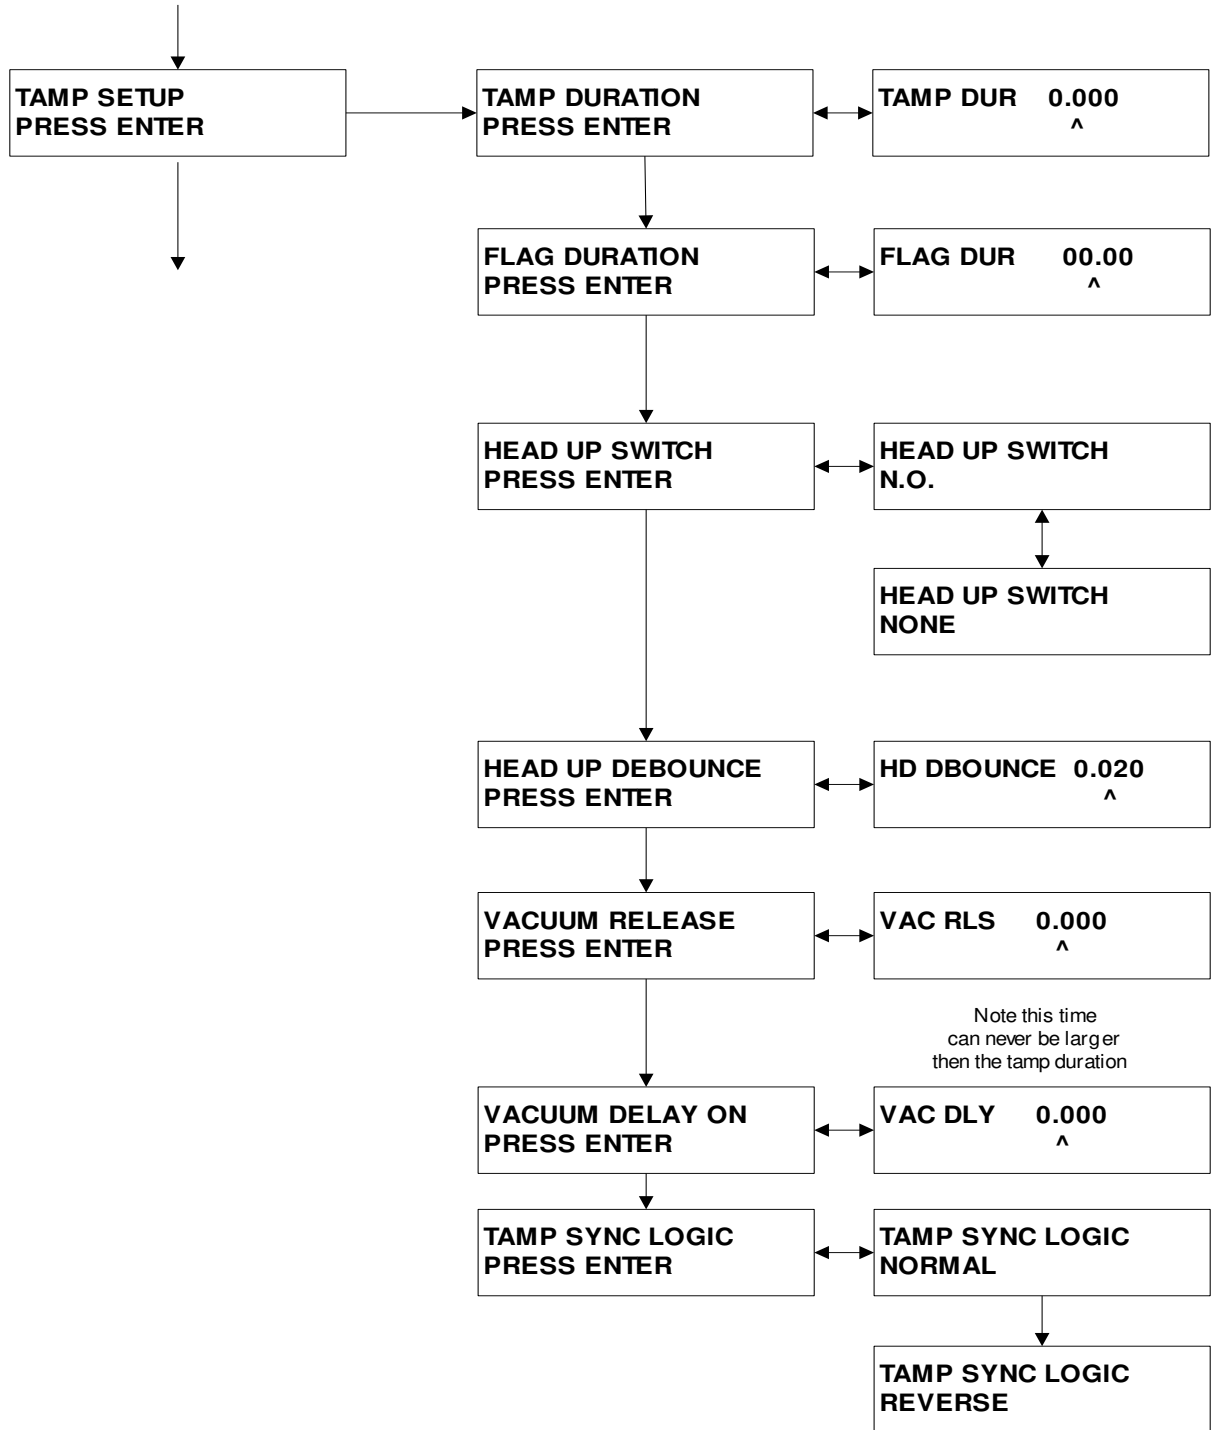 TAMP SETUP
PRESS ENTER
TAMP DURATION
PRESS ENTER
TAMP DUR 0.000
^
FLAG DURATION
PRESS ENTER
FLAG DUR 00.00
^
HEAD UP SWITCH
PRESS ENTER
HEAD UP SWITCH
N.O.
HEAD UP SWITCH
NONE
HEAD UP DEBOUNCE
PRESS ENTER
HD DBOUNCE 0.020
^
VACUUM RELEASE
PRESS ENTER
VAC RLS 0.000
^
Note this time
can never be larger
then the tamp duration
VACUUM DELAY ON
PRESS ENTER
VAC DLY 0.000
^
TAMP SYNC LOGIC
PRESS ENTER
TAMP SYNC LOGIC
NORMAL
TAMP SYNC LOGIC
REVERSE